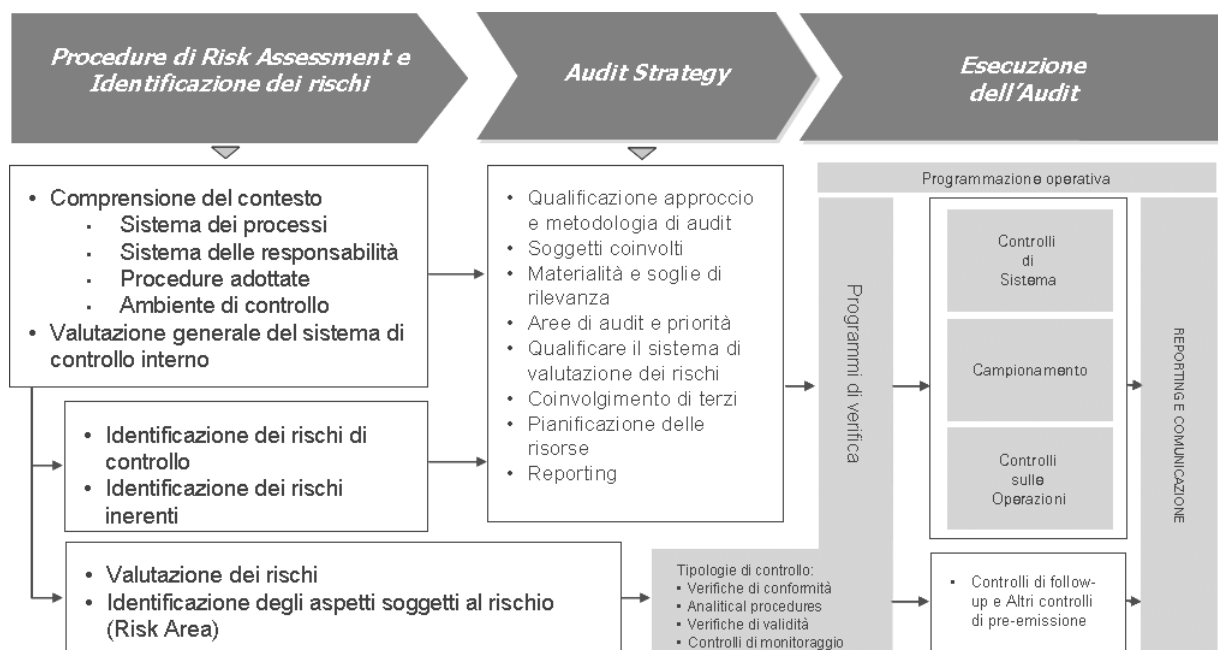 Procedure di Risk Assessment e
Identificazione dei rischi
Audit Strategy
Esecuzione
dell'Audit
• Comprensione del contesto
• Sistema dei processi
• Sistema delle responsabilità
• Procedure adottate
• Ambiente di controllo
• Valutazione generale del sistema di
controllo interno
• Identificazione dei rischi di
controllo
• Identificazione dei rischi
inerenti
• Valutazione dei rischi
• Identificazione degli aspetti soggetti al rischio
(Risk Area)
• Qualificazione approccio
e metodologia di audit
• Soggetti coinvolti
• Materialità e soglie di
rilevanza
• Aree di audit e priorità
• Qualificare il sistema di
valutazione dei rischi
• Coinvolgimento di terzi
• Pianificazione delle
risorse
• Reporting
Programmazione operativa
Programmi di verifica
Tipologie di controllo:
• Verifiche di conformità
• Analitical procedures
• Verifiche di validità
• Controlli di monitoraggio
Controlli
di
Sistema
Campionamento
Controlli
sulle
Operazioni
• Controlli di follow-
up e Altri controlli
di pre-emissione
REPORTING E COMUNICAZIONE